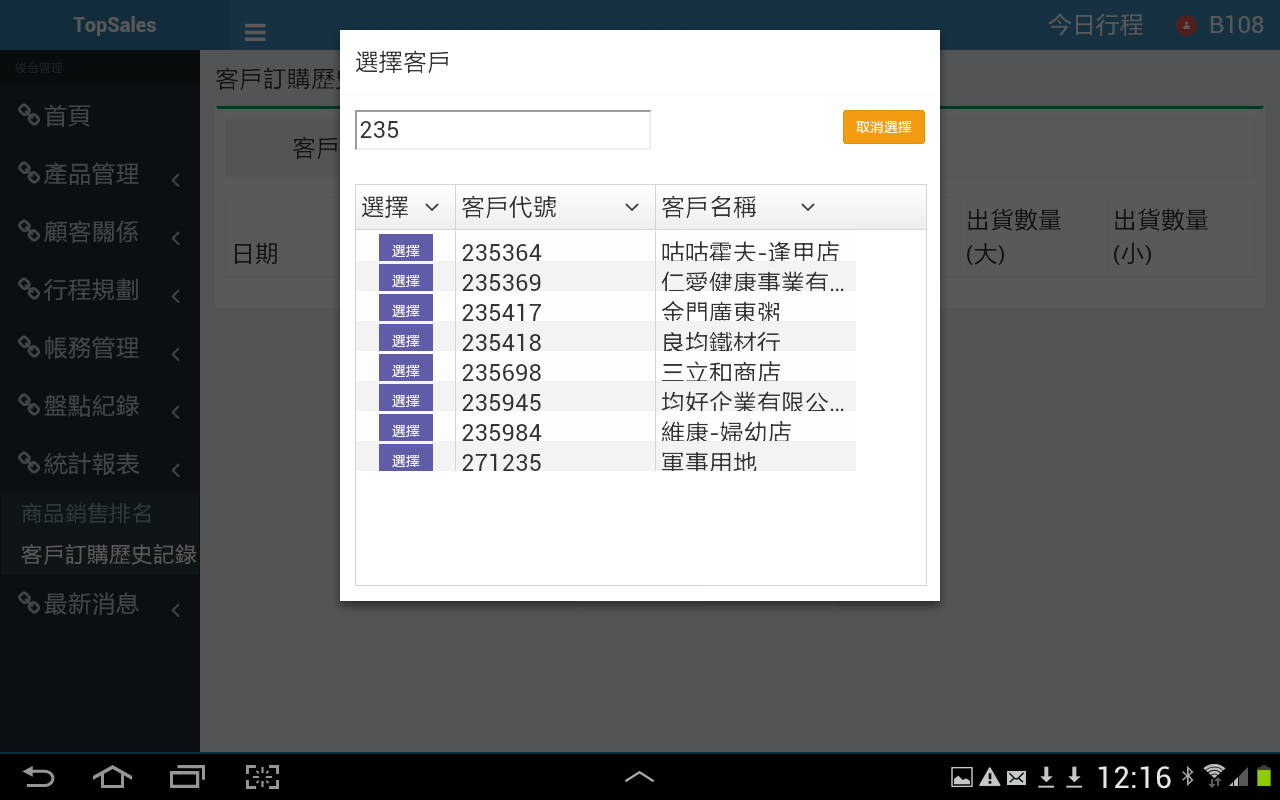 TopSales
今日行程
B108
後台管理
首頁
產品管理
顧客關係
行程規劃
帳務管理
盤點紀錄
統計報表
商品銷售排名
客戶訂購歷史記錄
最新消息
客戶訂購歷史
客戶
日期
出貨數量
(大)
出貨數量
(小)
選擇客戶
235
取消選擇
選擇 客戶代號 客戶名稱
選擇 235364 咕咕霍夫-逢甲店
選擇 235369 仁愛健康事業有...
選擇 235417 金門廣東粥
選擇 235418 良均鐵材行
選擇 235698 三立和商店
選擇 235945 均好企業有限公...
選擇 235984 維康-婦幼店
選擇 271235 軍事用地
12:16